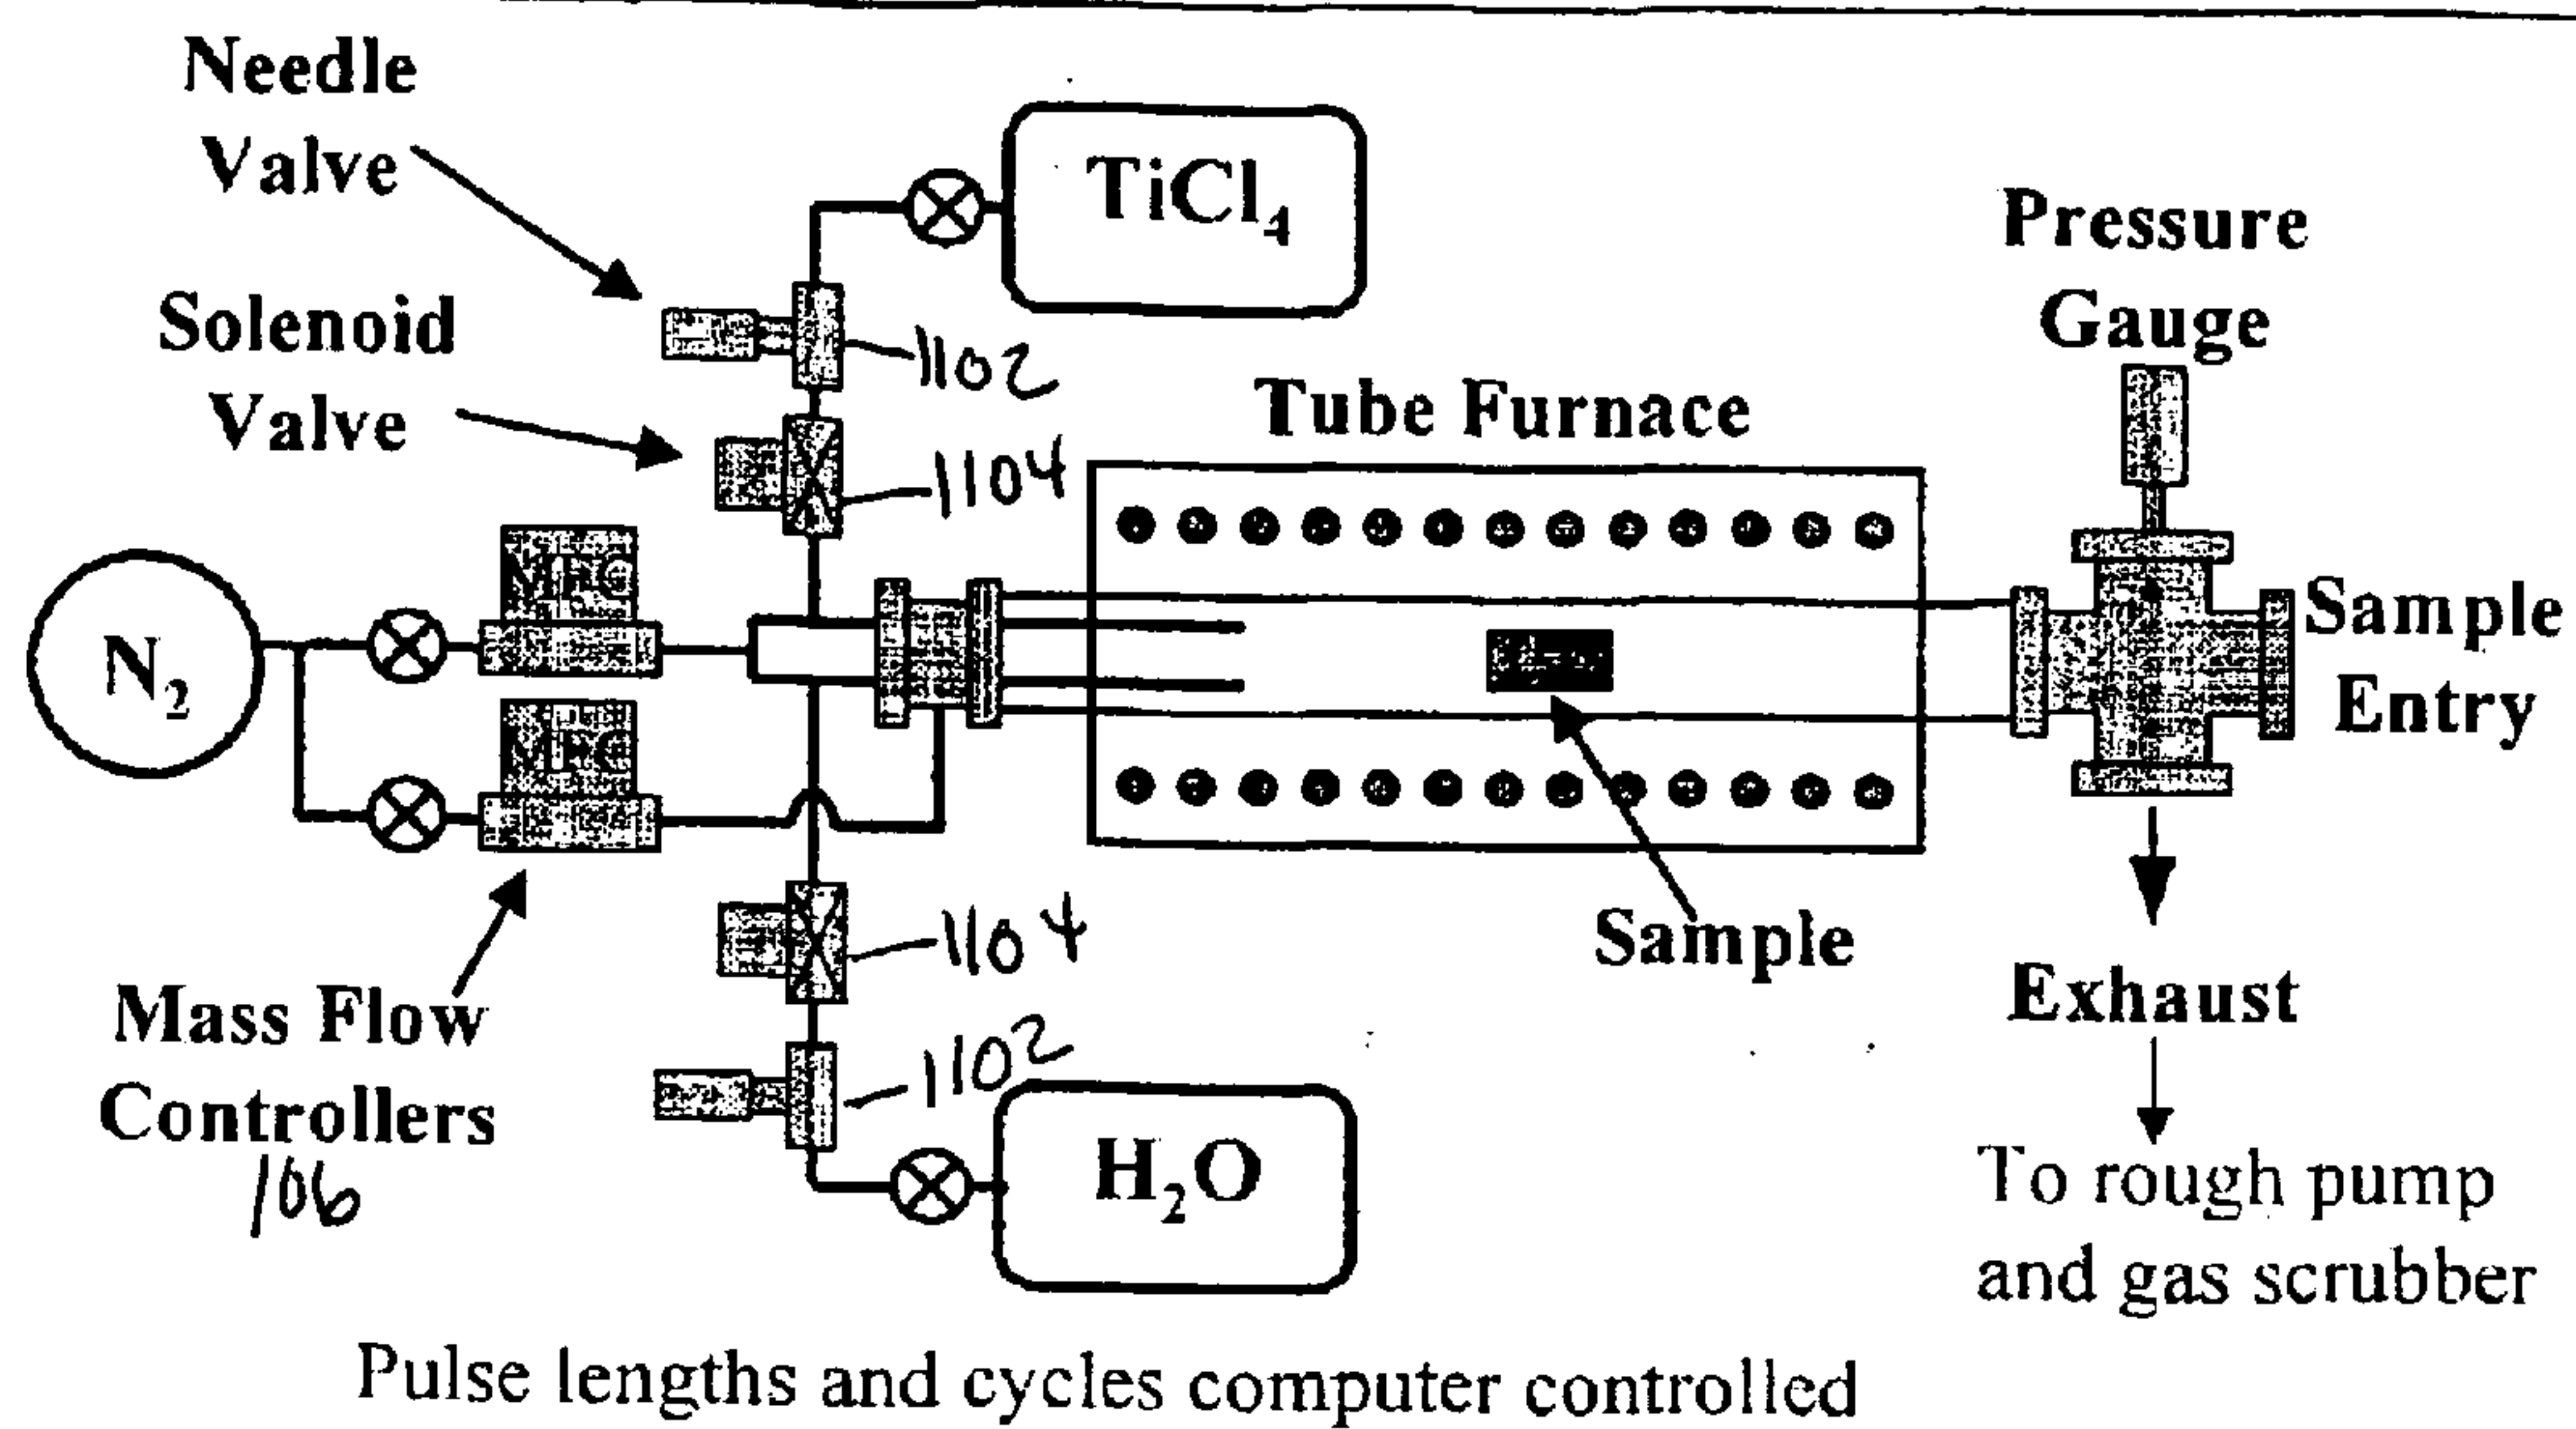 Needle
Valve
TiCl₄
Pressure
Gauge
Solenoid
Valve
1102
Tube Furnace
1104
MFC
N₂
Sample
Entry
MFC
1104
Sample
Mass Flow
Controllers
106
Exhaust
1102
H₂O
To rough pump
and gas scrubber
Pulse lengths and cycles computer controlled